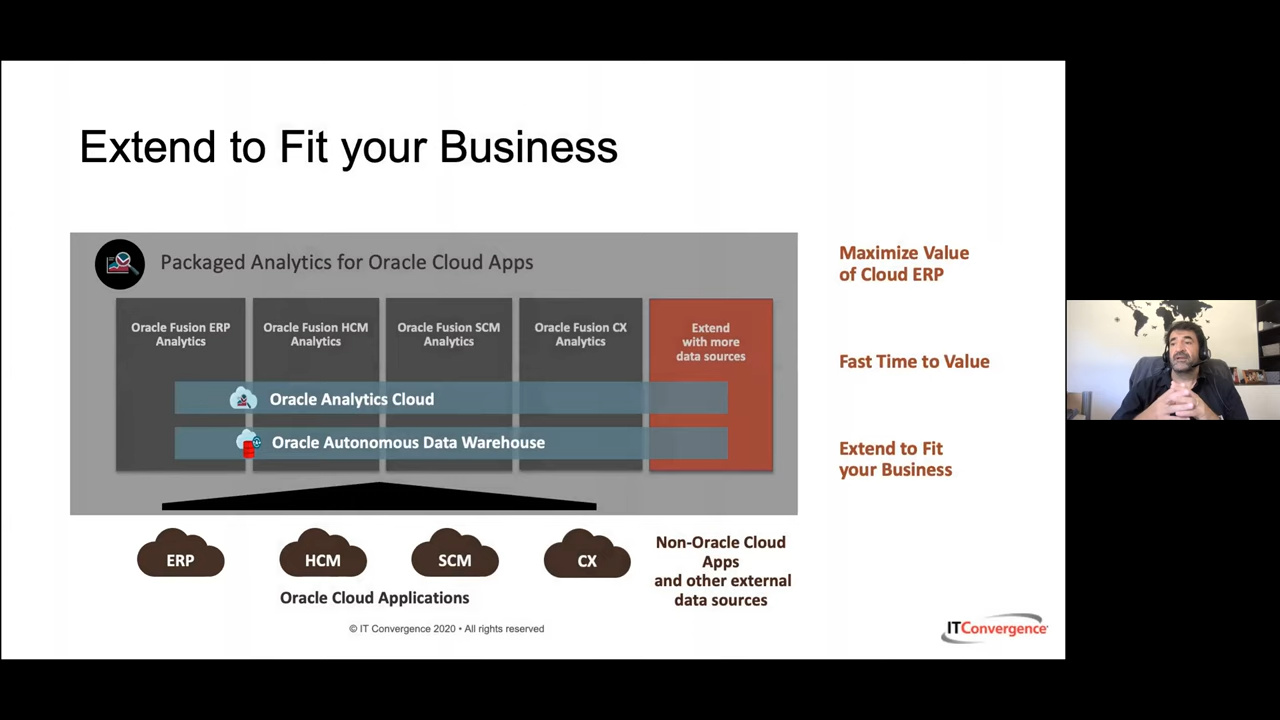 Extend to Fit your Business
Packaged Analytics for Oracle Cloud Apps
Oracle Fusion ERP
Analytics
Oracle Fusion HCM
Analytics
Oracle Fusion SCM
Analytics
Oracle Fusion CX
Analytics
Extend
with more
data sources
Oracle Analytics Cloud
Oracle Autonomous Data Warehouse
ERP
HCM
SCM
CX
Oracle Cloud Applications
Non-Oracle Cloud
Apps
and other external
data sources
Maximize Value
of Cloud ERP
Fast Time to Value
Extend to Fit
your Business
© IT Convergence 2020 • All rights reserved
ITConvergence